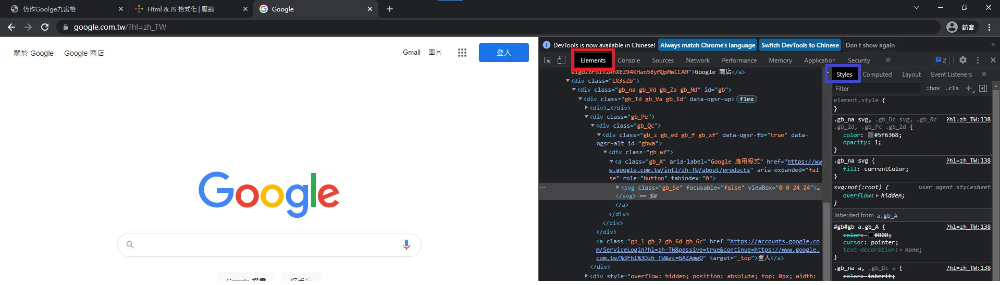 仿作Goolge九宮格
Html & JS 格式化 | 壓縮
Google
google.com.tw/?hl=zh_TW
訪客
關於 Google
Google 商店
Gmail
圖片
登入
Google
DevTools is now available in Chinese!
Always match Chrome's language
Switch DevTools to Chinese
Don't show again
Elements
Console
Sources
Network
Performance
Memory
Application
Security
»
2
">Google 商店</a>
<div class="LX3sZb">
<div class="gb_na gb_Vd gb_Za gb_Nd" id="gb">
<div class="gb_Td gb_Va gb_Id" data-ogsr-up> flex
<div>…</div>
<div class="gb_Pe">
<div class="gb_Qc">
<div class="gb_z gb_ed gb_f gb_xf" data-ogsr-fb="true" data-
ogsr-alt id="gbwa">
<div class="gb_wf">
<a class="gb_A" aria-label="Google 應用程式" href="https://ww
w.google.com.tw/intl/zh-TW/about/products" aria-expanded="fal
se" role="button" tabindex="0">
<svg class="gb_Se" focusable="false" viewBox="0 0 24 24">…
</svg> == $0
</a>
</div>
</div>
</div>
<a class="gb_1 gb_2 gb_6d gb_6c" href="https://accounts.google.co
m/ServiceLogin?hl=zh-TW&passive=true&continue=https://www.google.
com.tw/%3Fhl%3Dzh_TW&ec=GAZAmgQ" target="_top">登入</a>
</div>
<div style="overflow: hidden; position: absolute; top: 0px; width:
Styles
Computed
Layout
Event Listeners
»
Filter
:hov .cls +
element.style {
}
.gb_na svg, .gb_Dc svg, .gb_0c ?hl=zh_TW:138
.gb_2d, .gb_Pc .gb_2d {
color: #5f6368;
opacity: 1;
}
.gb_na svg { ?hl=zh_TW:138
fill: currentColor;
}
svg:not(:root) { user agent stylesheet
overflow: hidden;
}
Inherited from a.gb_A
#gb#gb a.gb_A { ?hl=zh_TW:138
color: #000;
cursor: pointer;
text-decoration: none;
}
.gb_na a, .gb_Dc a { ?hl=zh_TW:138
color: inherit;
Google 搜尋
好手氣